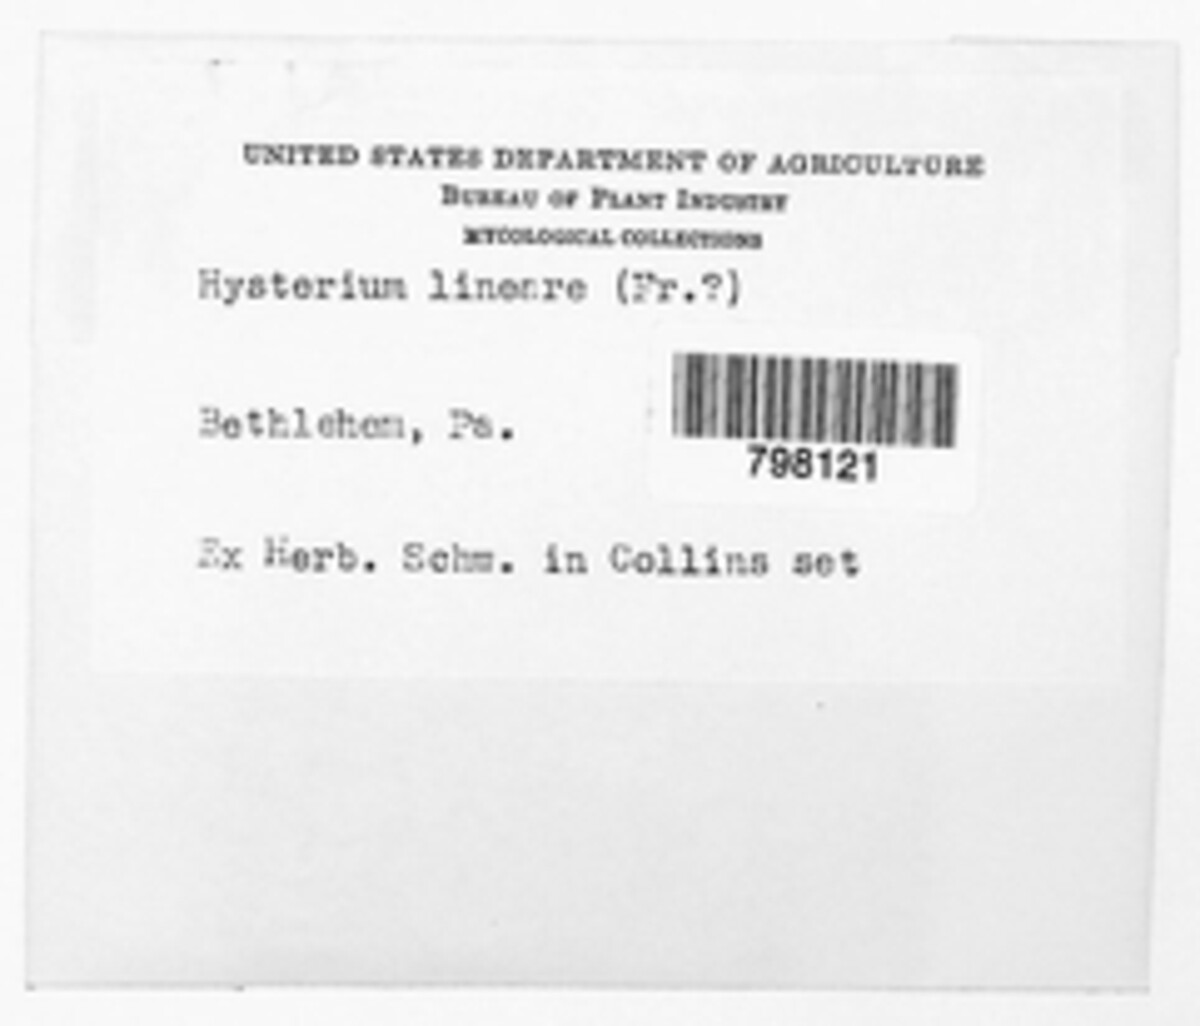 UNITED STATES DEPARTMENT OF AGRICULTURE
BUREAU OF PLANT INDUSTRY
MYCOLOGICAL COLLECTIONS
Hysterium lineare (Fr.?)
Bethlehem, Pa.
798121
Ex Herb. Schw. in Collins set